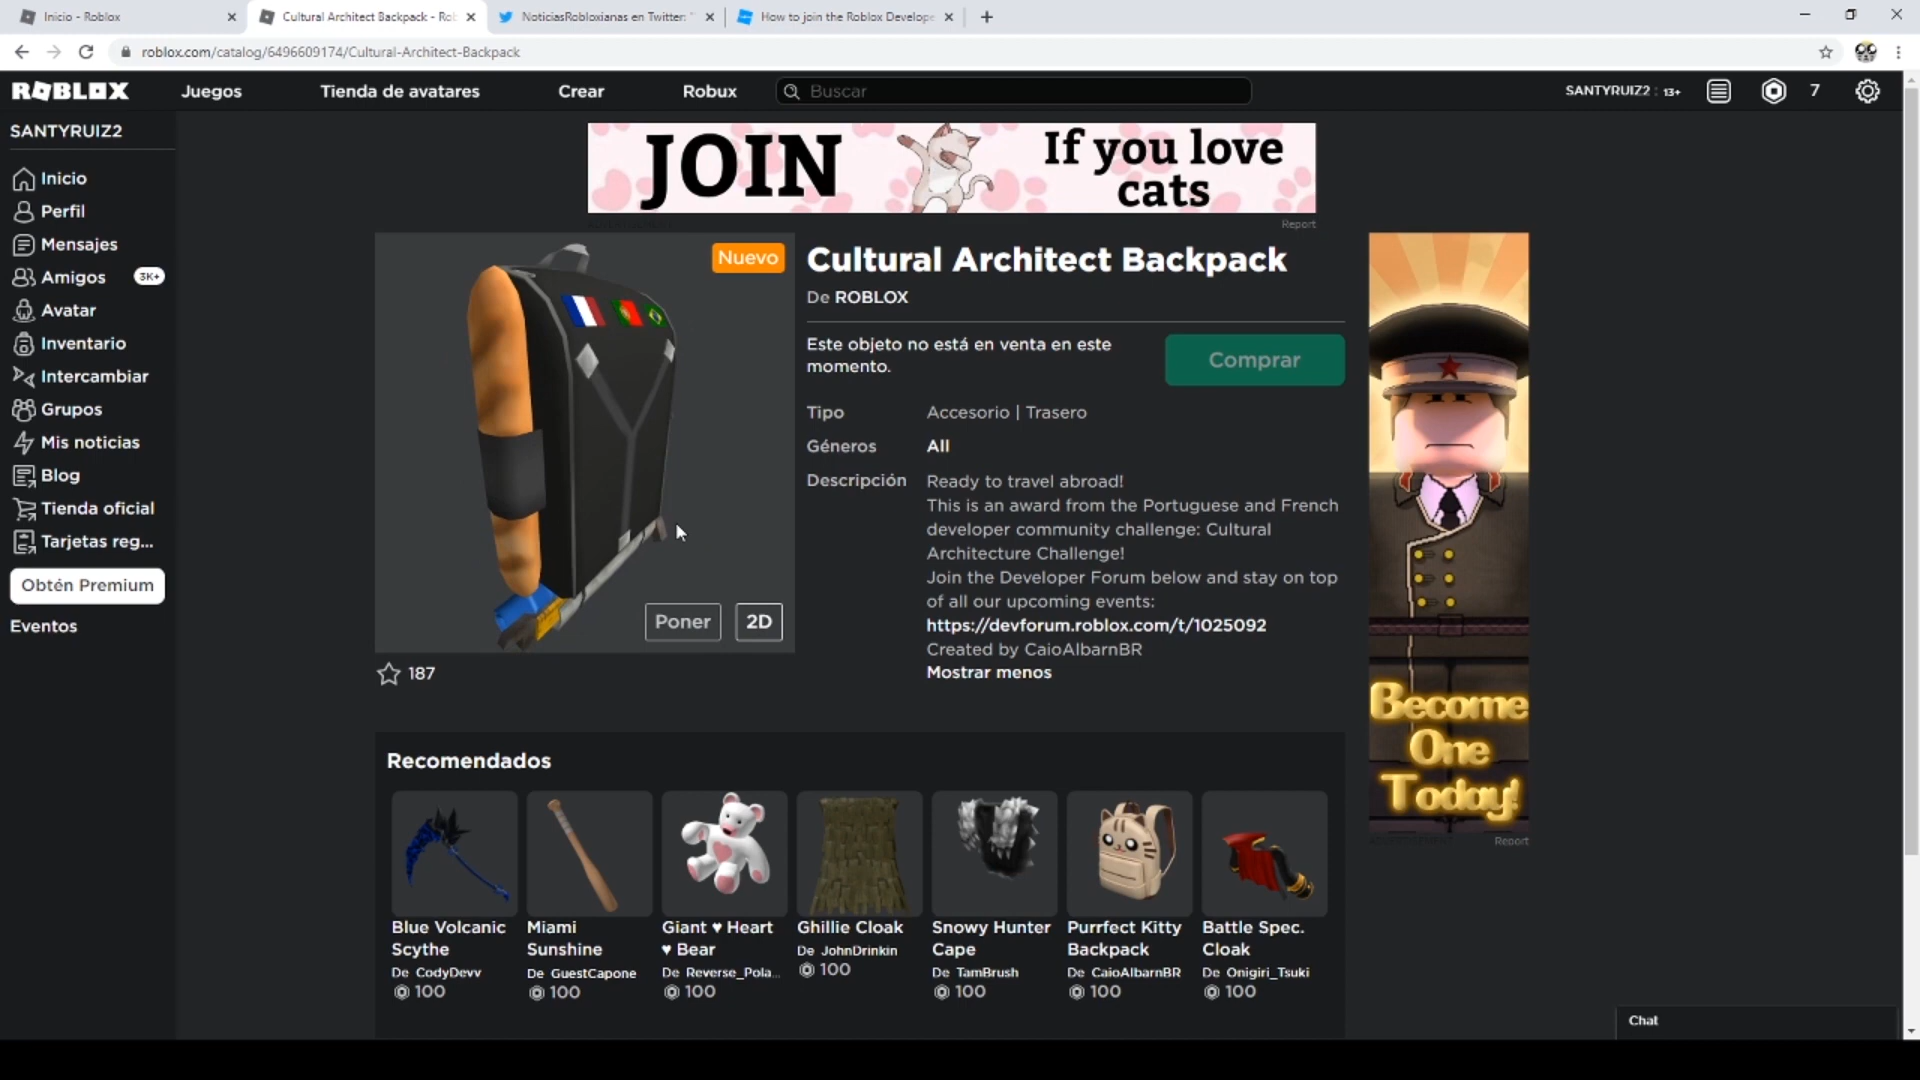 Inicio - Roblox
Cultural Architect Backpack - Rob
NoticiasRobloxianas en Twitter: "
How to join the Roblox Develope
roblox.com/catalog/6496609174/Cultural-Architect-Backpack
ROBLOX
Juegos
Tienda de avatares
Crear
Robux
Buscar
SANTYRUIZ2 : 13+
7
SANTYRUIZ2
Inicio
Perfil
Mensajes
Amigos
3K+
Avatar
Inventario
Intercambiar
Grupos
Mis noticias
Blog
Tienda oficial
Tarjetas reg...
Obtén Premium
Eventos
JOIN
If you love
cats
Report
Nuevo
Poner
2D
187
Cultural Architect Backpack
De ROBLOX
Este objeto no está en venta en este
momento.
Comprar
Tipo
Accesorio | Trasero
Géneros
All
Descripción
Ready to travel abroad!
This is an award from the Portuguese and French
developer community challenge: Cultural
Architecture Challenge!
Join the Developer Forum below and stay on top
of all our upcoming events:
https://devforum.roblox.com/t/1025092
Created by CaioAlbarnBR
Mostrar menos
Become
One
Today!
Report
Recomendados
Blue Volcanic
Scythe
De CodyDevv
100
Miami
Sunshine
De GuestCapone
100
Giant ♥ Heart
♥ Bear
De Reverse_Pola...
100
Ghillie Cloak
De JohnDrinkin
100
Snowy Hunter
Cape
De TamBrush
100
Purrfect Kitty
Backpack
De CaioAlbarnBR
100
Battle Spec.
Cloak
De Onigiri_Tsuki
100
Chat